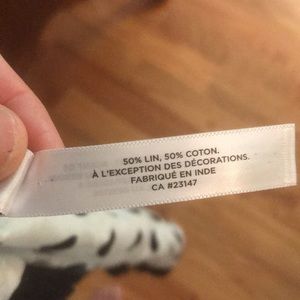 50% LIN, 50% COTON.
À L'EXCEPTION DES DÉCORATIONS.
FABRIQUÉ EN INDE
CA #23147